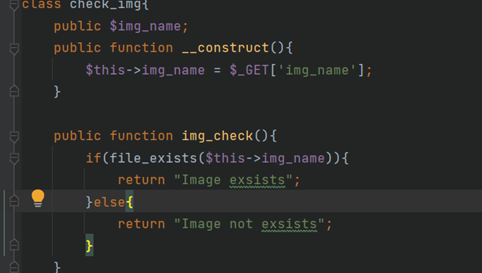 class check_img{
public $img_name;
public function __construct(){
$this->img_name = $_GET['img_name'];
}
public function img_check(){
if(file_exists($this->img_name)){
return "Image exsists";
}else{
return "Image not exsists";
}
}